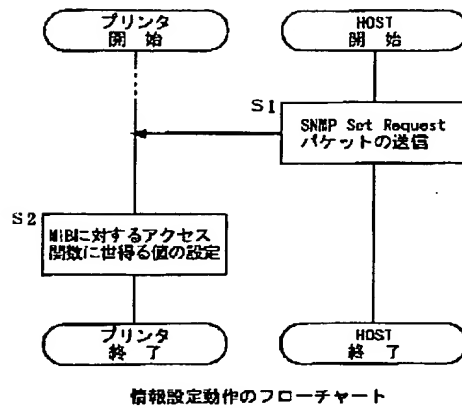 プリンタ
開 始
HOST
開 始
S1
SNMP Set Request
パケットの送信
S2
MIBに対するアクセス
関数に世得る値の設定
プリンタ
終 了
HOST
終 了
情報設定動作のフローチャート